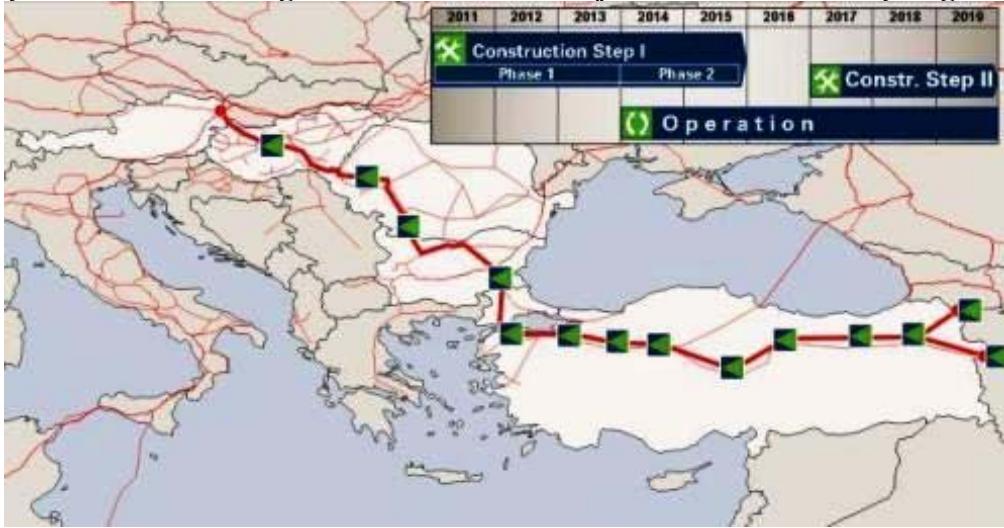 2011 2012 2013 2014 2015 2016 2017 2018 2019
Construction Step I
Phase 1 Phase 2
Constr. Step II
Operation